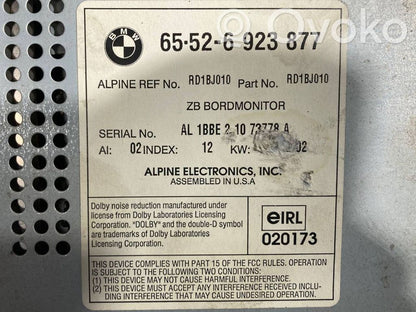 BMW
65·52-6 923 877
ALPINE REF No. RD1BJ010 Part No. RD1BJ010
ZB BORDMONITOR
SERIAL No. AL 1BBE 2 10 73778 A
AI: 02 INDEX: 12 KW: 02
ALPINE ELECTRONICS, INC.
ASSEMBLED IN U.S.A
Dolby noise reduction manufactured under
license from Dolby Laboratories Licensing
Corporation. "DOLBY" and the double-D symbol
are trademarks of Dolby Laboratories
Licensing Corporation.
eIRL
020173
THIS DEVICE COMPLIES WITH PART 15 OF THE FCC RULES. OPERATION
IS SUBJECT TO THE FOLLOWING TWO CONDITIONS:
(1) THIS DEVICE MAY NOT CAUSE HARMFUL INTERFERENCE.
(2) THIS DEVICE MUST ACCEPT ANY INTERFERENCE RECEIVED, INCLUD-
ING INTERFERENCE THAT MAY CAUSE UNDESIRED OPERATION.
Ovoko
ovoko.com